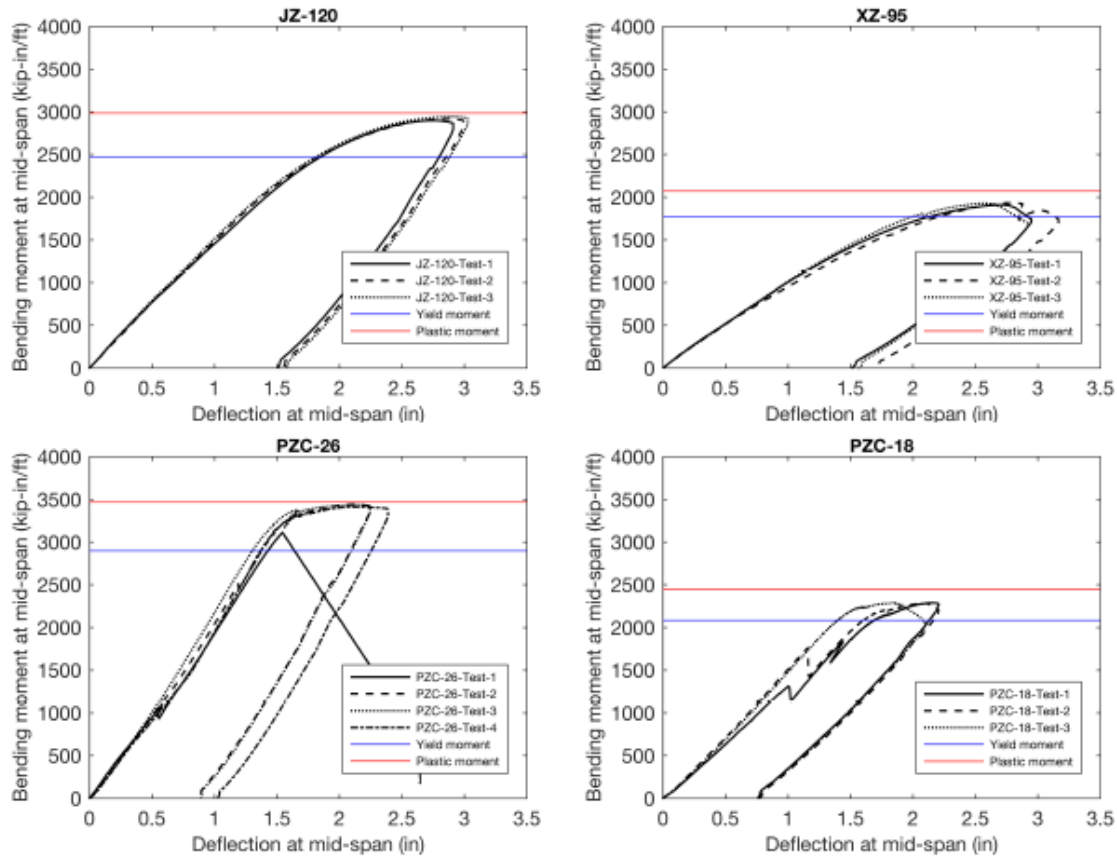 JZ-120
Bending moment at mid-span (kip-in/ft)
4000
3500
3000
2500
2000
1500
1000
500
0
JZ-120-Test-1
JZ-120-Test-2
JZ-120-Test-3
Yield moment
Plastic moment
0 0.5 1 1.5 2 2.5 3 3.5
Deflection at mid-span (in)
XZ-95
Bending moment at mid-span (kip-in/ft)
4000
3500
3000
2500
2000
1500
1000
500
0
XZ-95-Test-1
XZ-95-Test-2
XZ-95-Test-3
Yield moment
Plastic moment
0 0.5 1 1.5 2 2.5 3 3.5
Deflection at mid-span (in)
PZC-26
Bending moment at mid-span (kip-in/ft)
4000
3500
3000
2500
2000
1500
1000
500
0
PZC-26-Test-1
PZC-26-Test-2
PZC-26-Test-3
PZC-26-Test-4
Yield moment
Plastic moment
0 0.5 1 1.5 2 2.5 3 3.5
Deflection at mid-span (in)
PZC-18
Bending moment at mid-span (kip-in/ft)
4000
3500
3000
2500
2000
1500
1000
500
0
PZC-18-Test-1
PZC-18-Test-2
PZC-18-Test-3
Yield moment
Plastic moment
0 0.5 1 1.5 2 2.5 3 3.5
Deflection at mid-span (in)